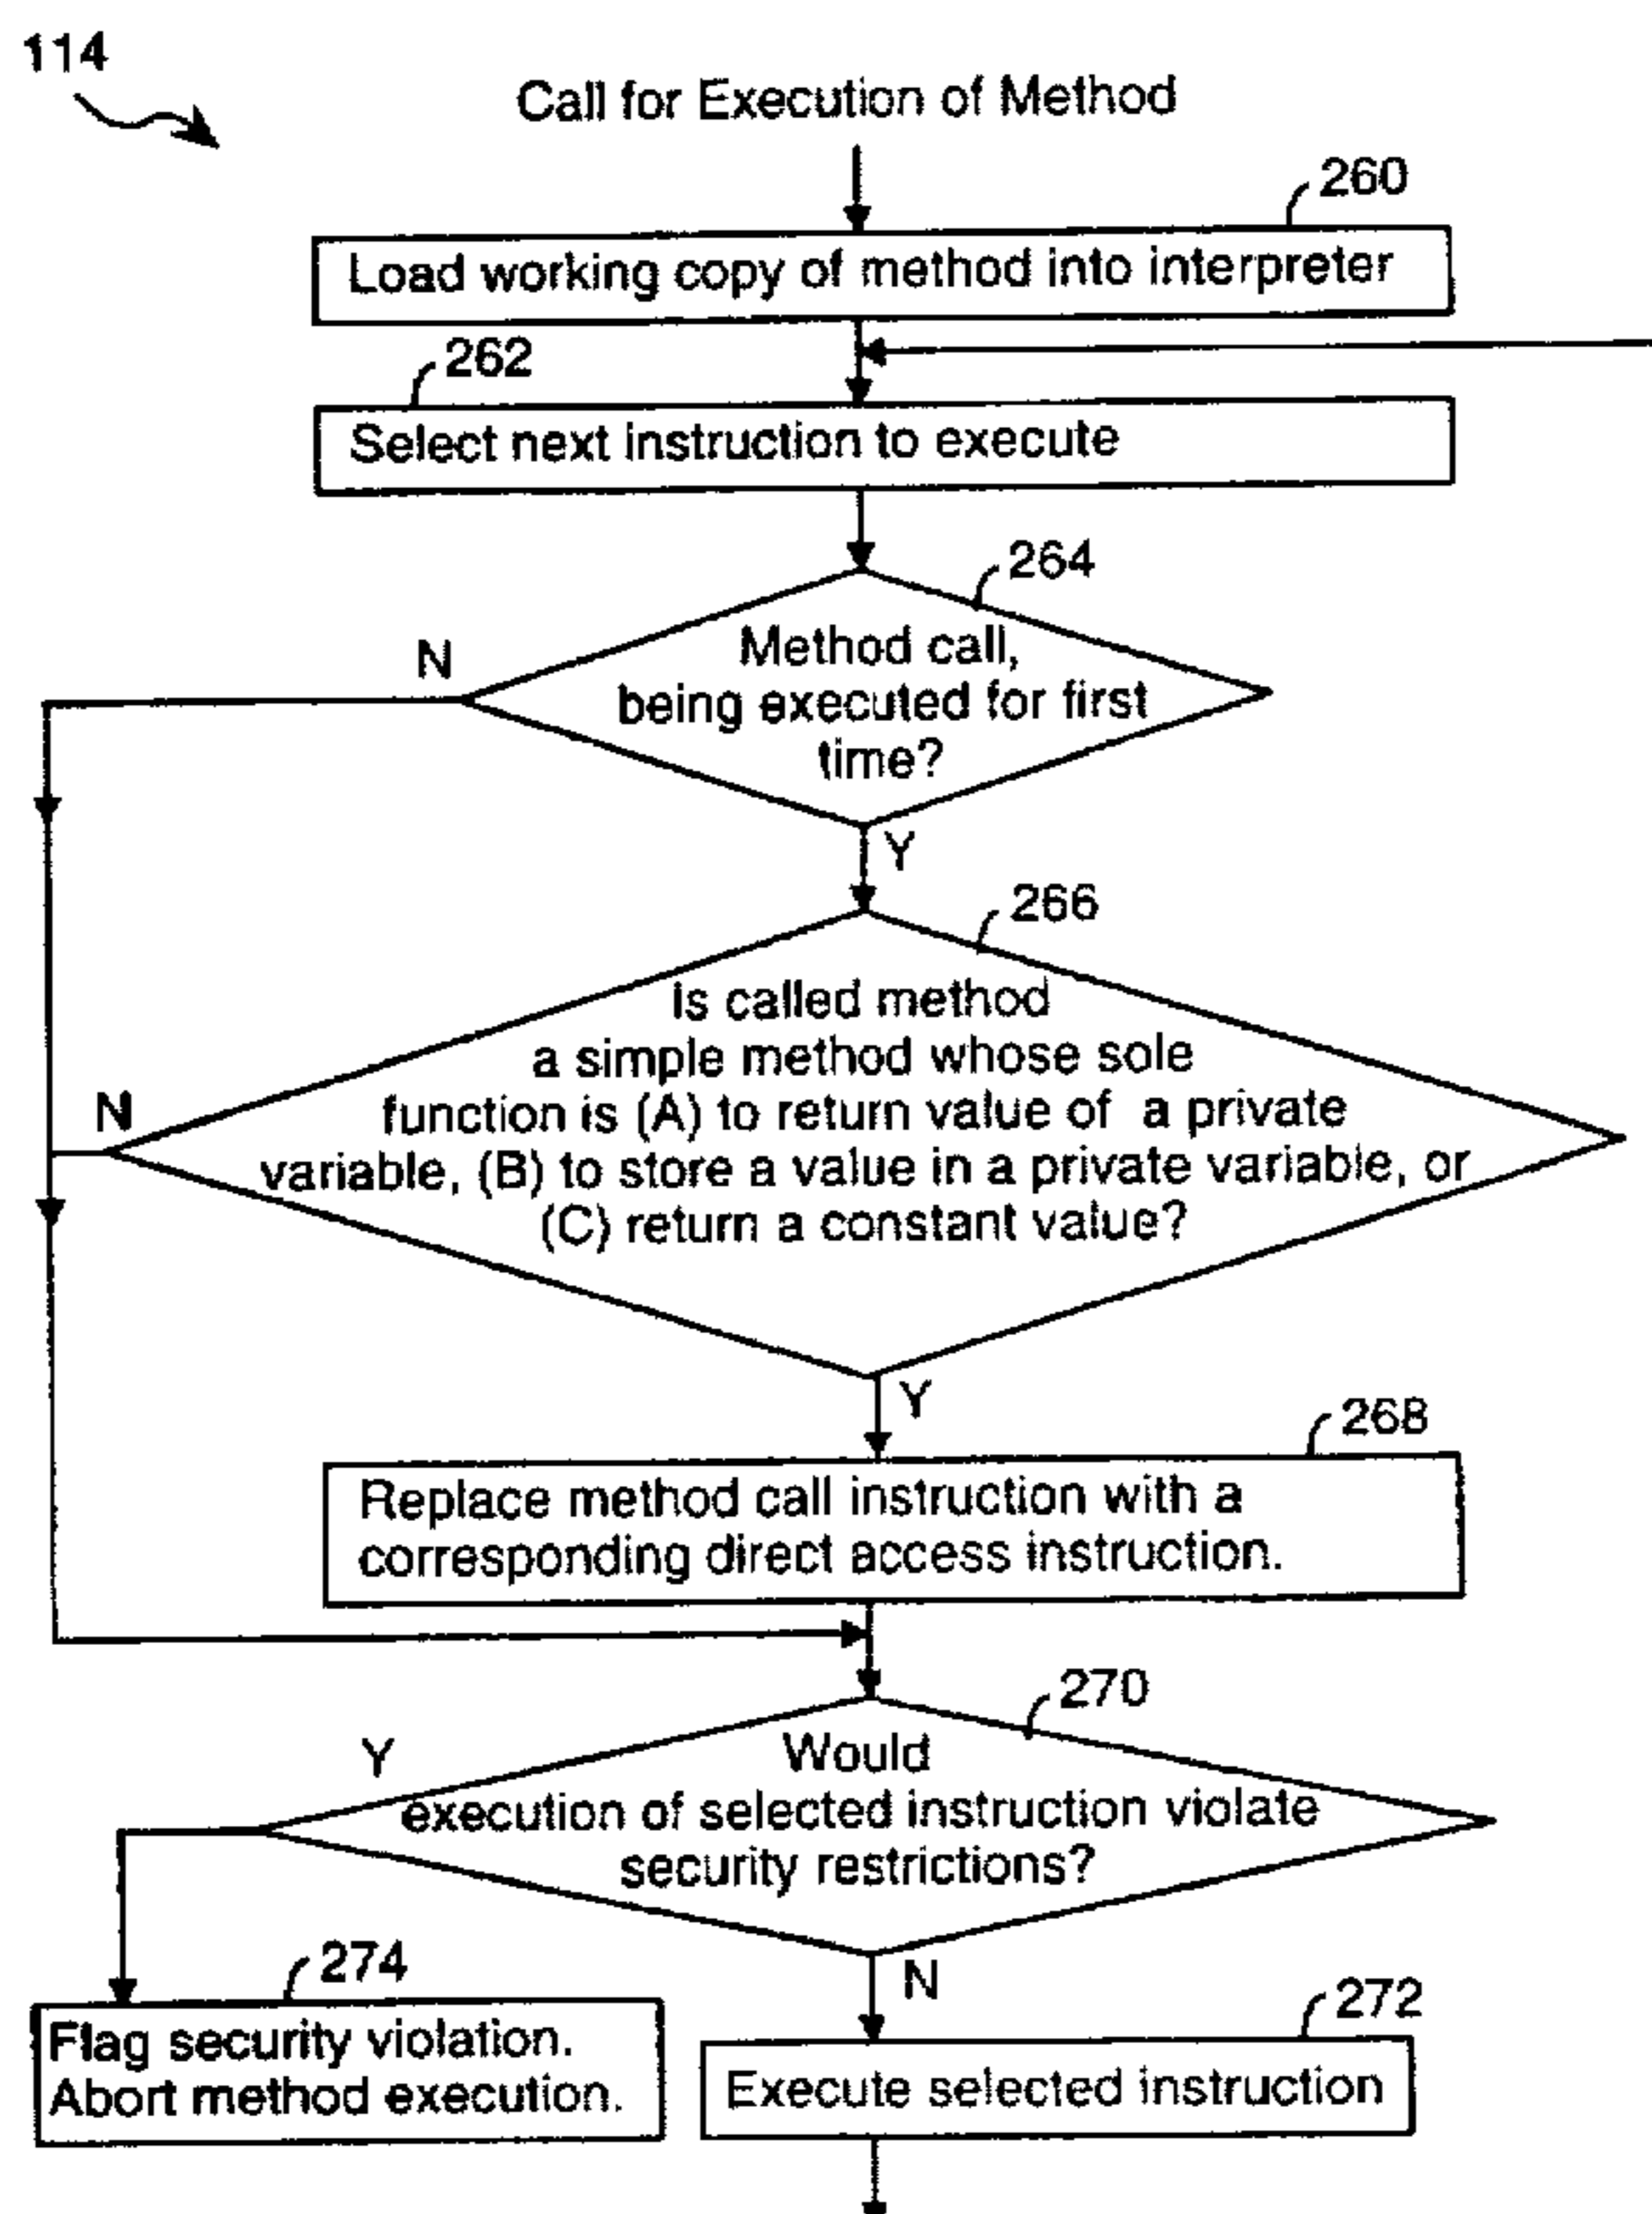 114
Call for Execution of Method
260
Load working copy of method into interpreter
262
Select next instruction to execute
264
Method call,
being executed for first
time?
N
Y
266
Is called method
a simple method whose sole
function is (A) to return value of a private
variable, (B) to store a value in a private variable, or
(C) return a constant value?
N
Y
268
Replace method call instruction with a
corresponding direct access instruction.
270
Would
execution of selected instruction violate
security restrictions?
Y
N
274
Flag security violation.
Abort method execution.
272
Execute selected instruction